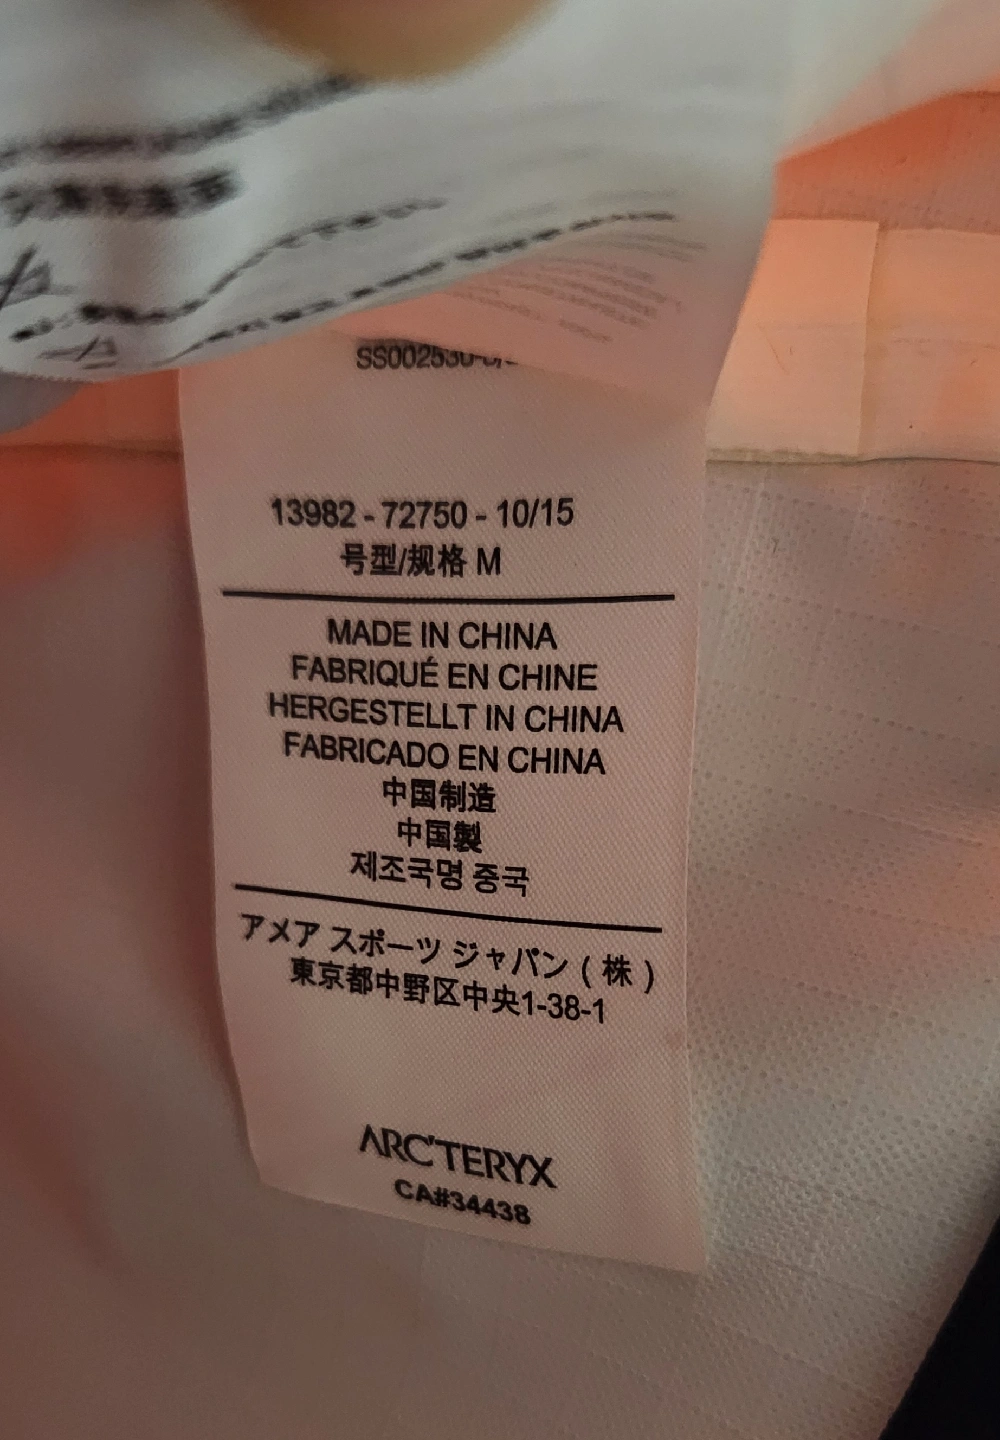 SS002530
13982 - 72750 - 10/15
号型/规格 M
MADE IN CHINA
FABRIQUÉ EN CHINE
HERGESTELLT IN CHINA
FABRICADO EN CHINA
中国制造
中国製
제조국명 중국
アメア スポーツ ジャパン ( 株 )
東京都中野区中央1-38-1
ARC'TERYX
CA#34438